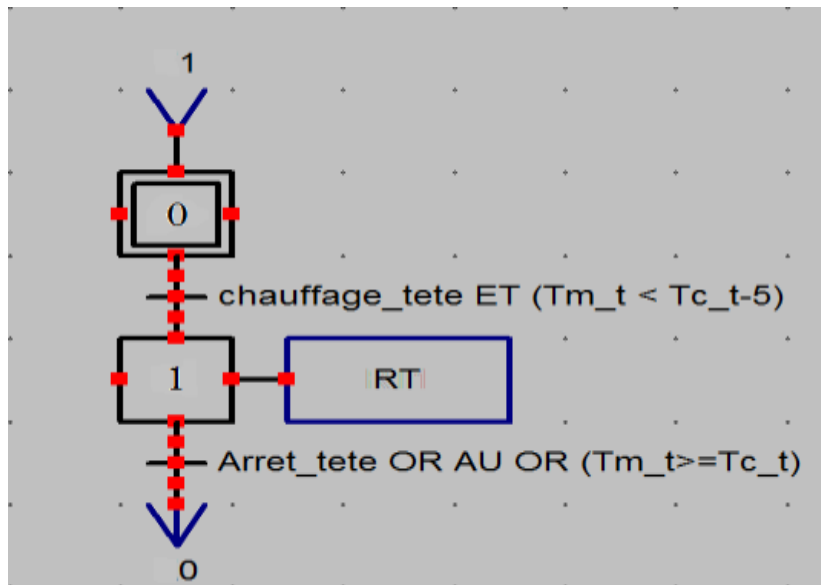 1
0
chauffage_tete ET (Tm_t < Tc_t-5)
1
RT
Arret_tete OR AU OR (Tm_t>=Tc_t)
0